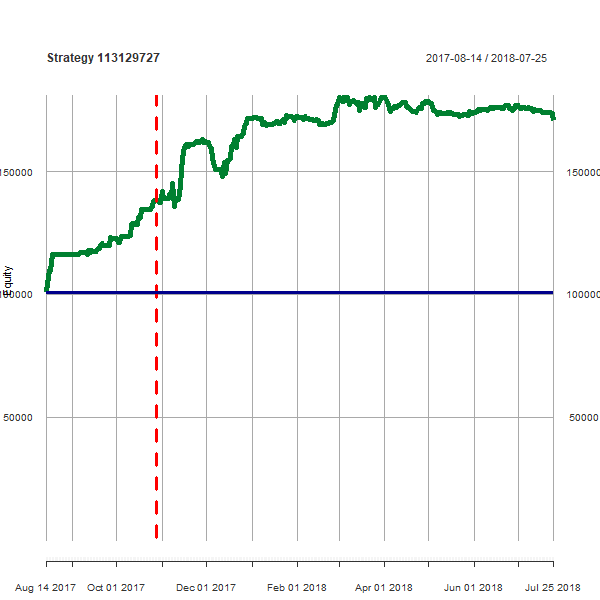 Strategy 113129727
2017-08-14 / 2018-07-25
150000
150000
Equity
100000
100000
50000
50000
Aug 14 2017
Oct 01 2017
Dec 01 2017
Feb 01 2018
Apr 01 2018
Jun 01 2018
Jul 25 2018